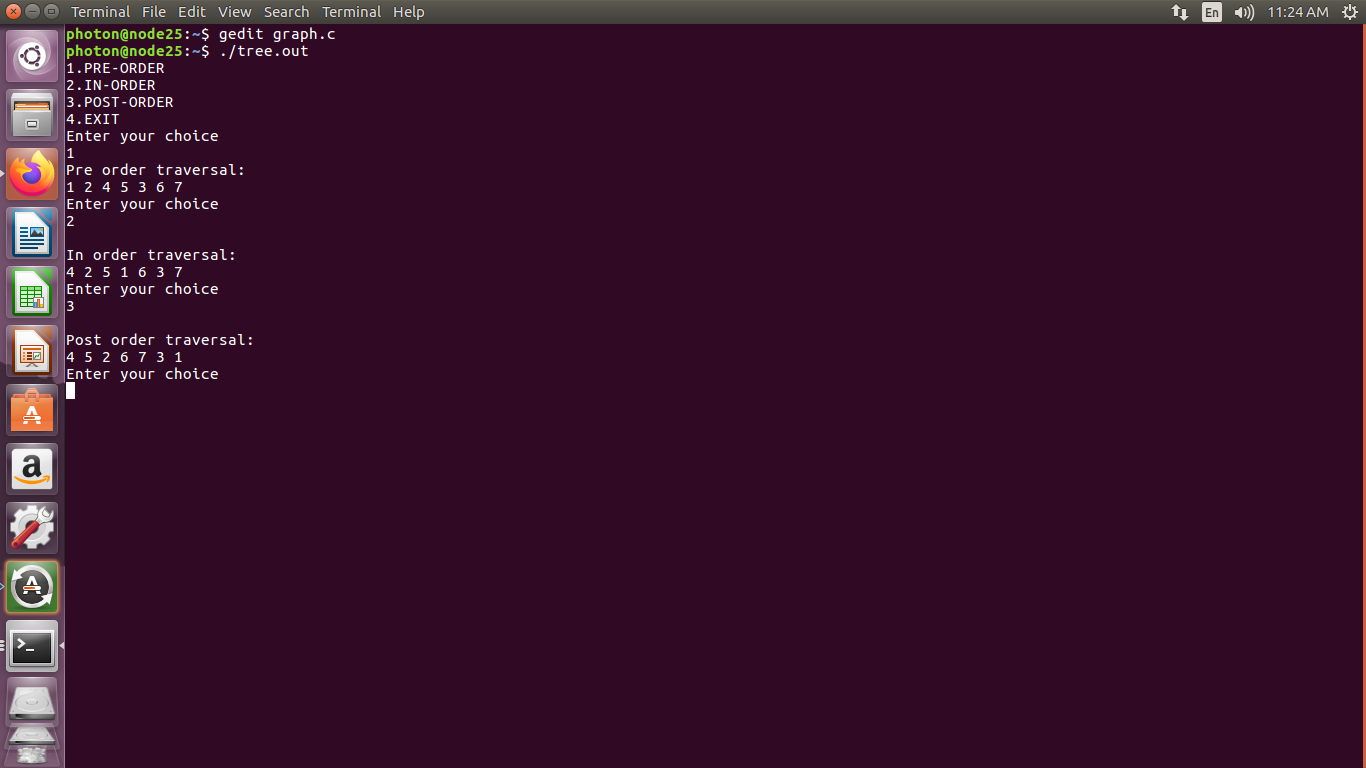 Terminal File Edit View Search Terminal Help En 11:24 AM
photon@node25:~$ gedit graph.c
photon@node25:~$ ./tree.out
1.PRE-ORDER
2.IN-ORDER
3.POST-ORDER
4.EXIT
Enter your choice
1
Pre order traversal:
1 2 4 5 3 6 7
Enter your choice
2
In order traversal:
4 2 5 1 6 3 7
Enter your choice
3
Post order traversal:
4 5 2 6 7 3 1
Enter your choice